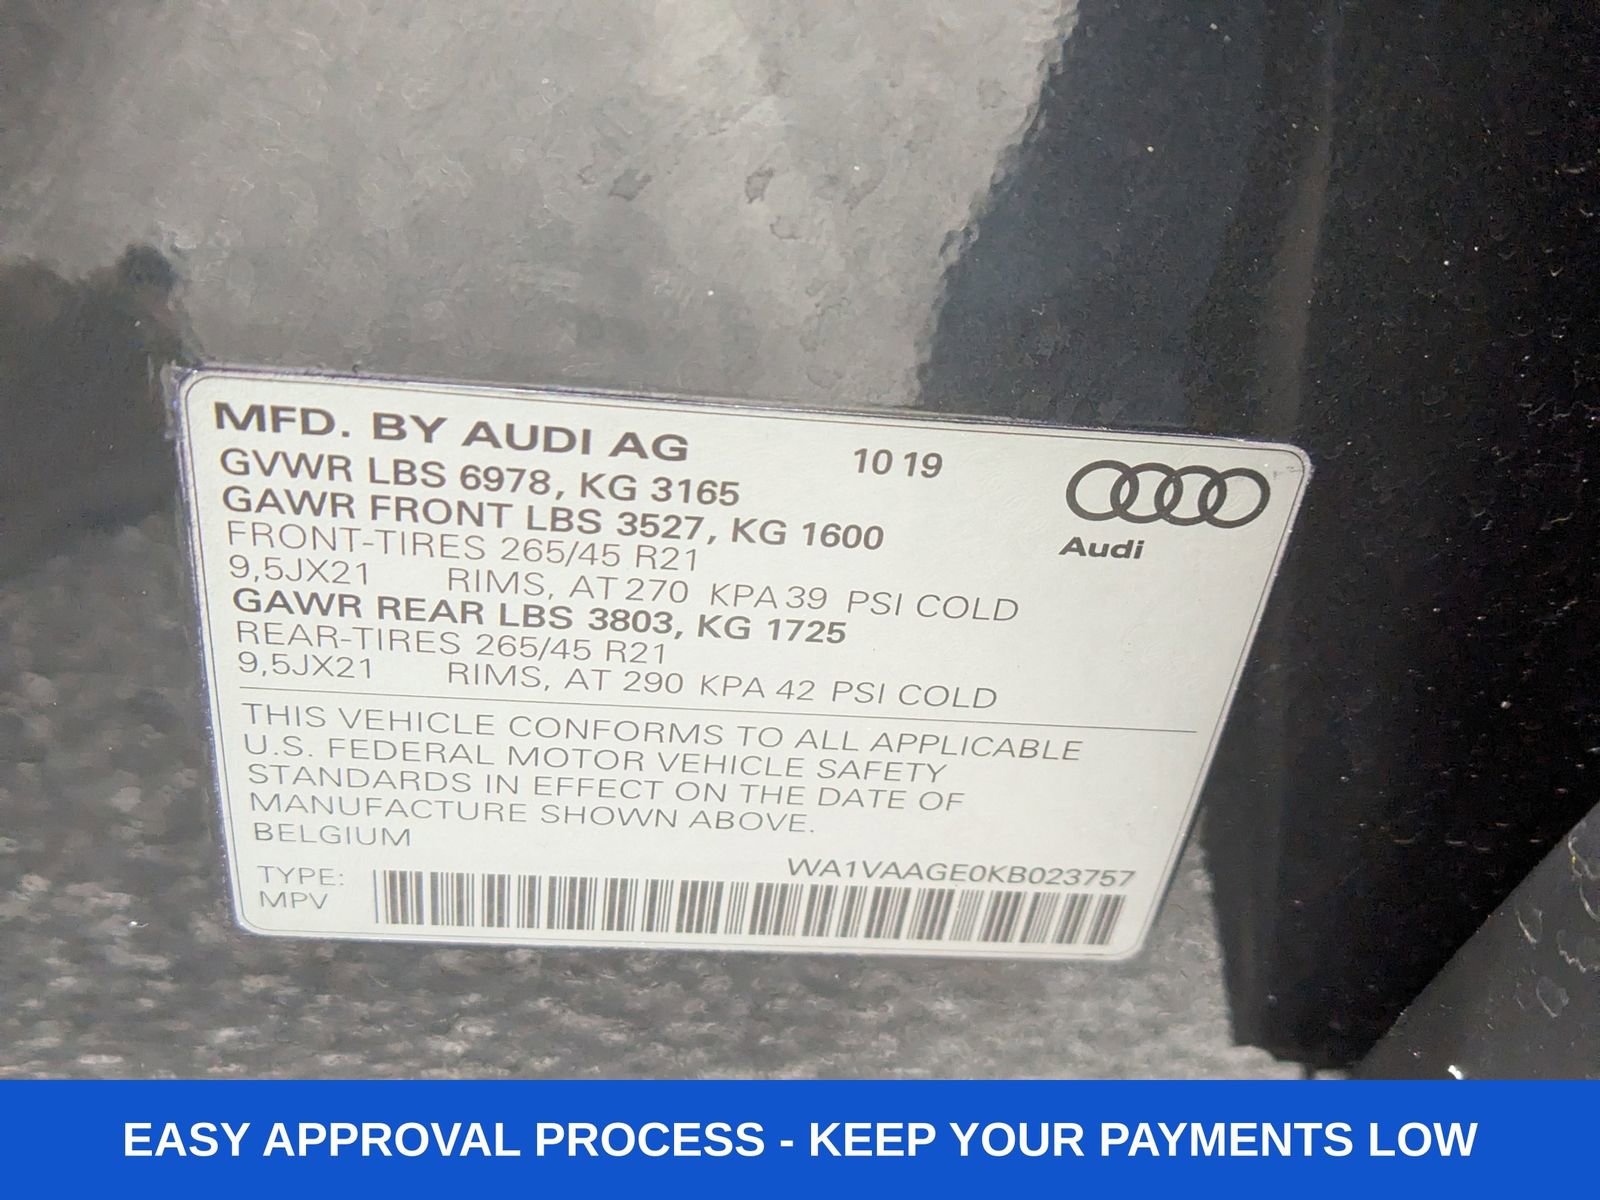 MFD. BY AUDI AG 10 19
GVWR LBS 6978, KG 3165
GAWR FRONT LBS 3527, KG 1600
FRONT-TIRES 265/45 R21
9,5JX21 RIMS, AT 270 KPA 39 PSI COLD
GAWR REAR LBS 3803, KG 1725
REAR-TIRES 265/45 R21
9,5JX21 RIMS, AT 290 KPA 42 PSI COLD
Audi
THIS VEHICLE CONFORMS TO ALL APPLICABLE
U.S. FEDERAL MOTOR VEHICLE SAFETY
STANDARDS IN EFFECT ON THE DATE OF
MANUFACTURE SHOWN ABOVE.
BELGIUM
WA1VAAGE0KB023757
TYPE:
MPV
EASY APPROVAL PROCESS - KEEP YOUR PAYMENTS LOW